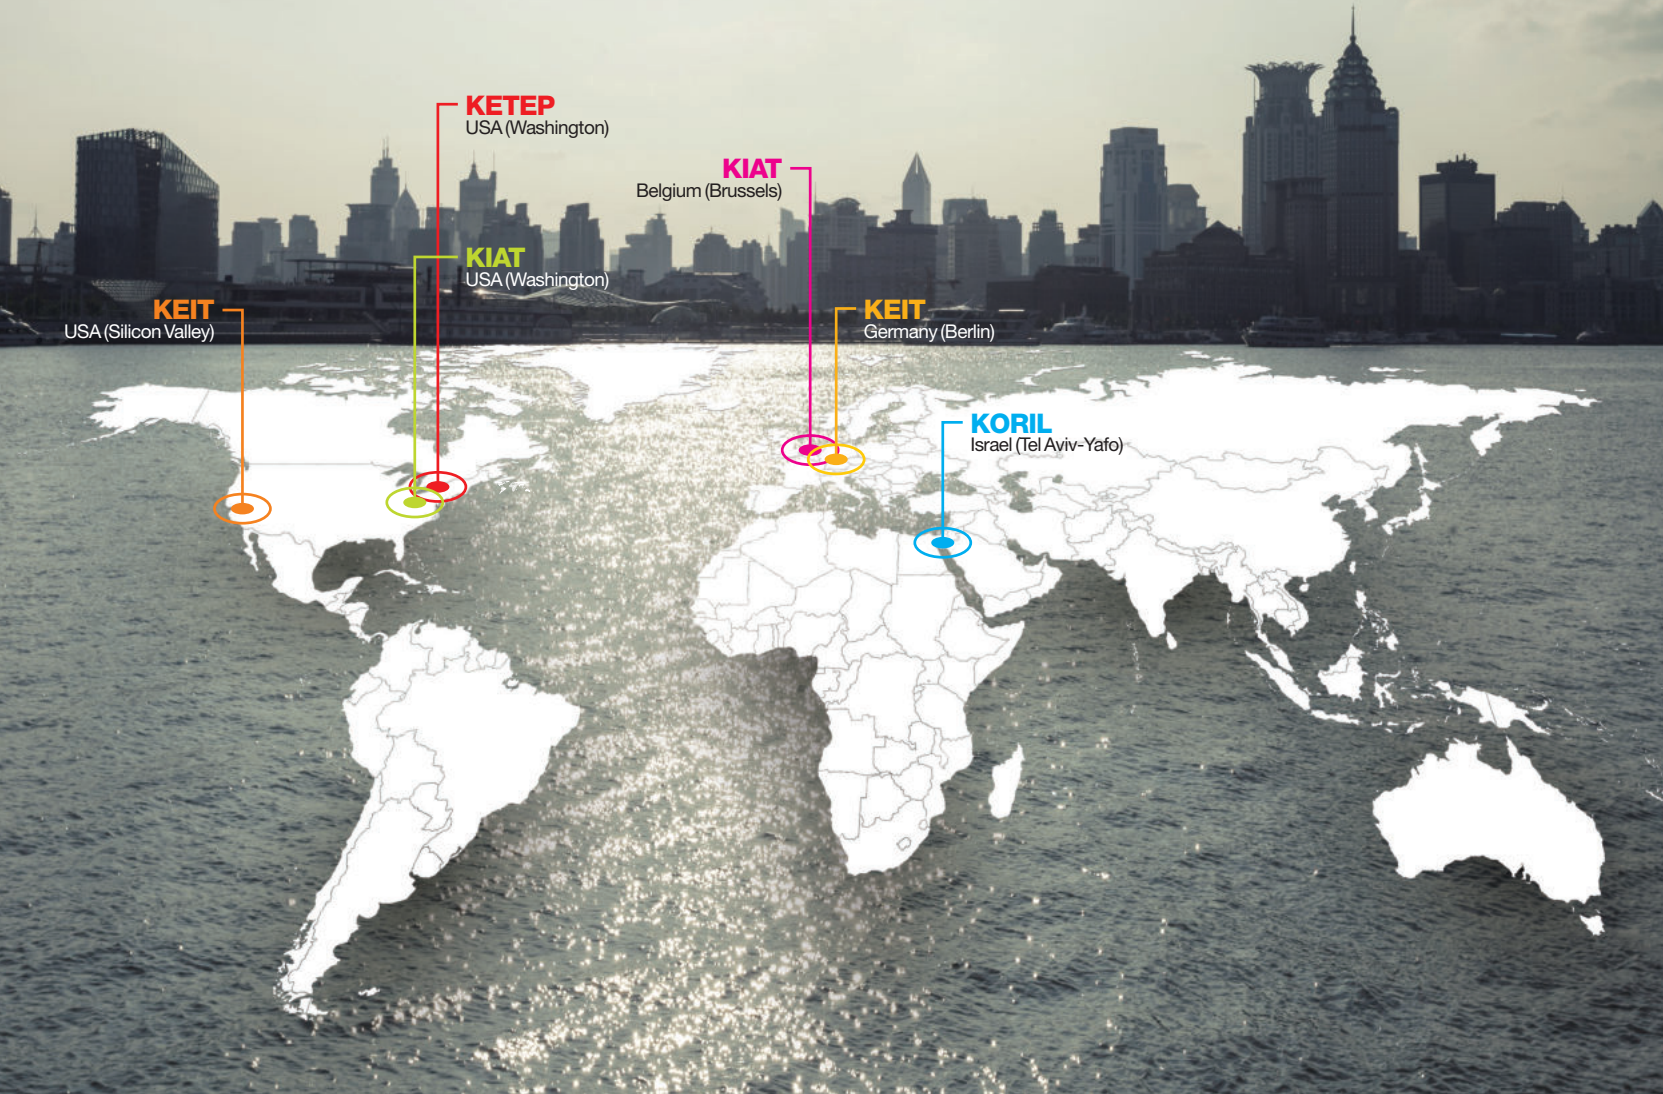 KETEP
USA (Washington)
KIAT
Belgium (Brussels)
KIAT
USA (Washington)
KEIT
USA (Silicon Valley)
KEIT
Germany (Berlin)
KORIL
Israel (Tel Aviv-Yafo)